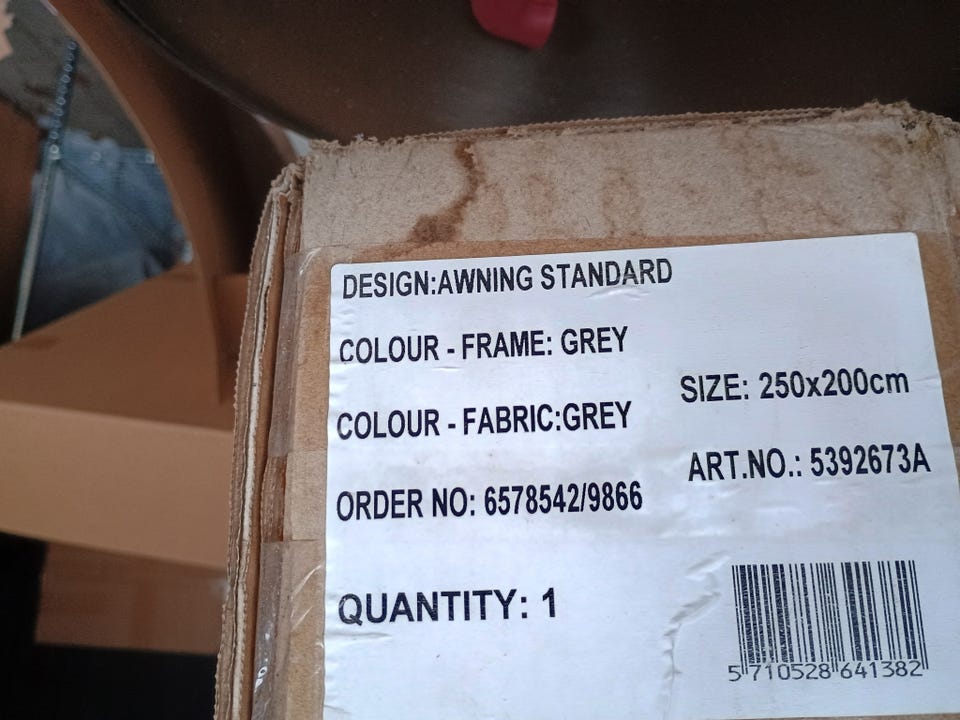 DESIGN:AWNING STANDARD
COLOUR - FRAME: GREY
SIZE: 250x200cm
COLOUR - FABRIC:GREY
ART.NO.: 5392673A
ORDER NO: 6578542/9866
QUANTITY: 1
5 710528 641382